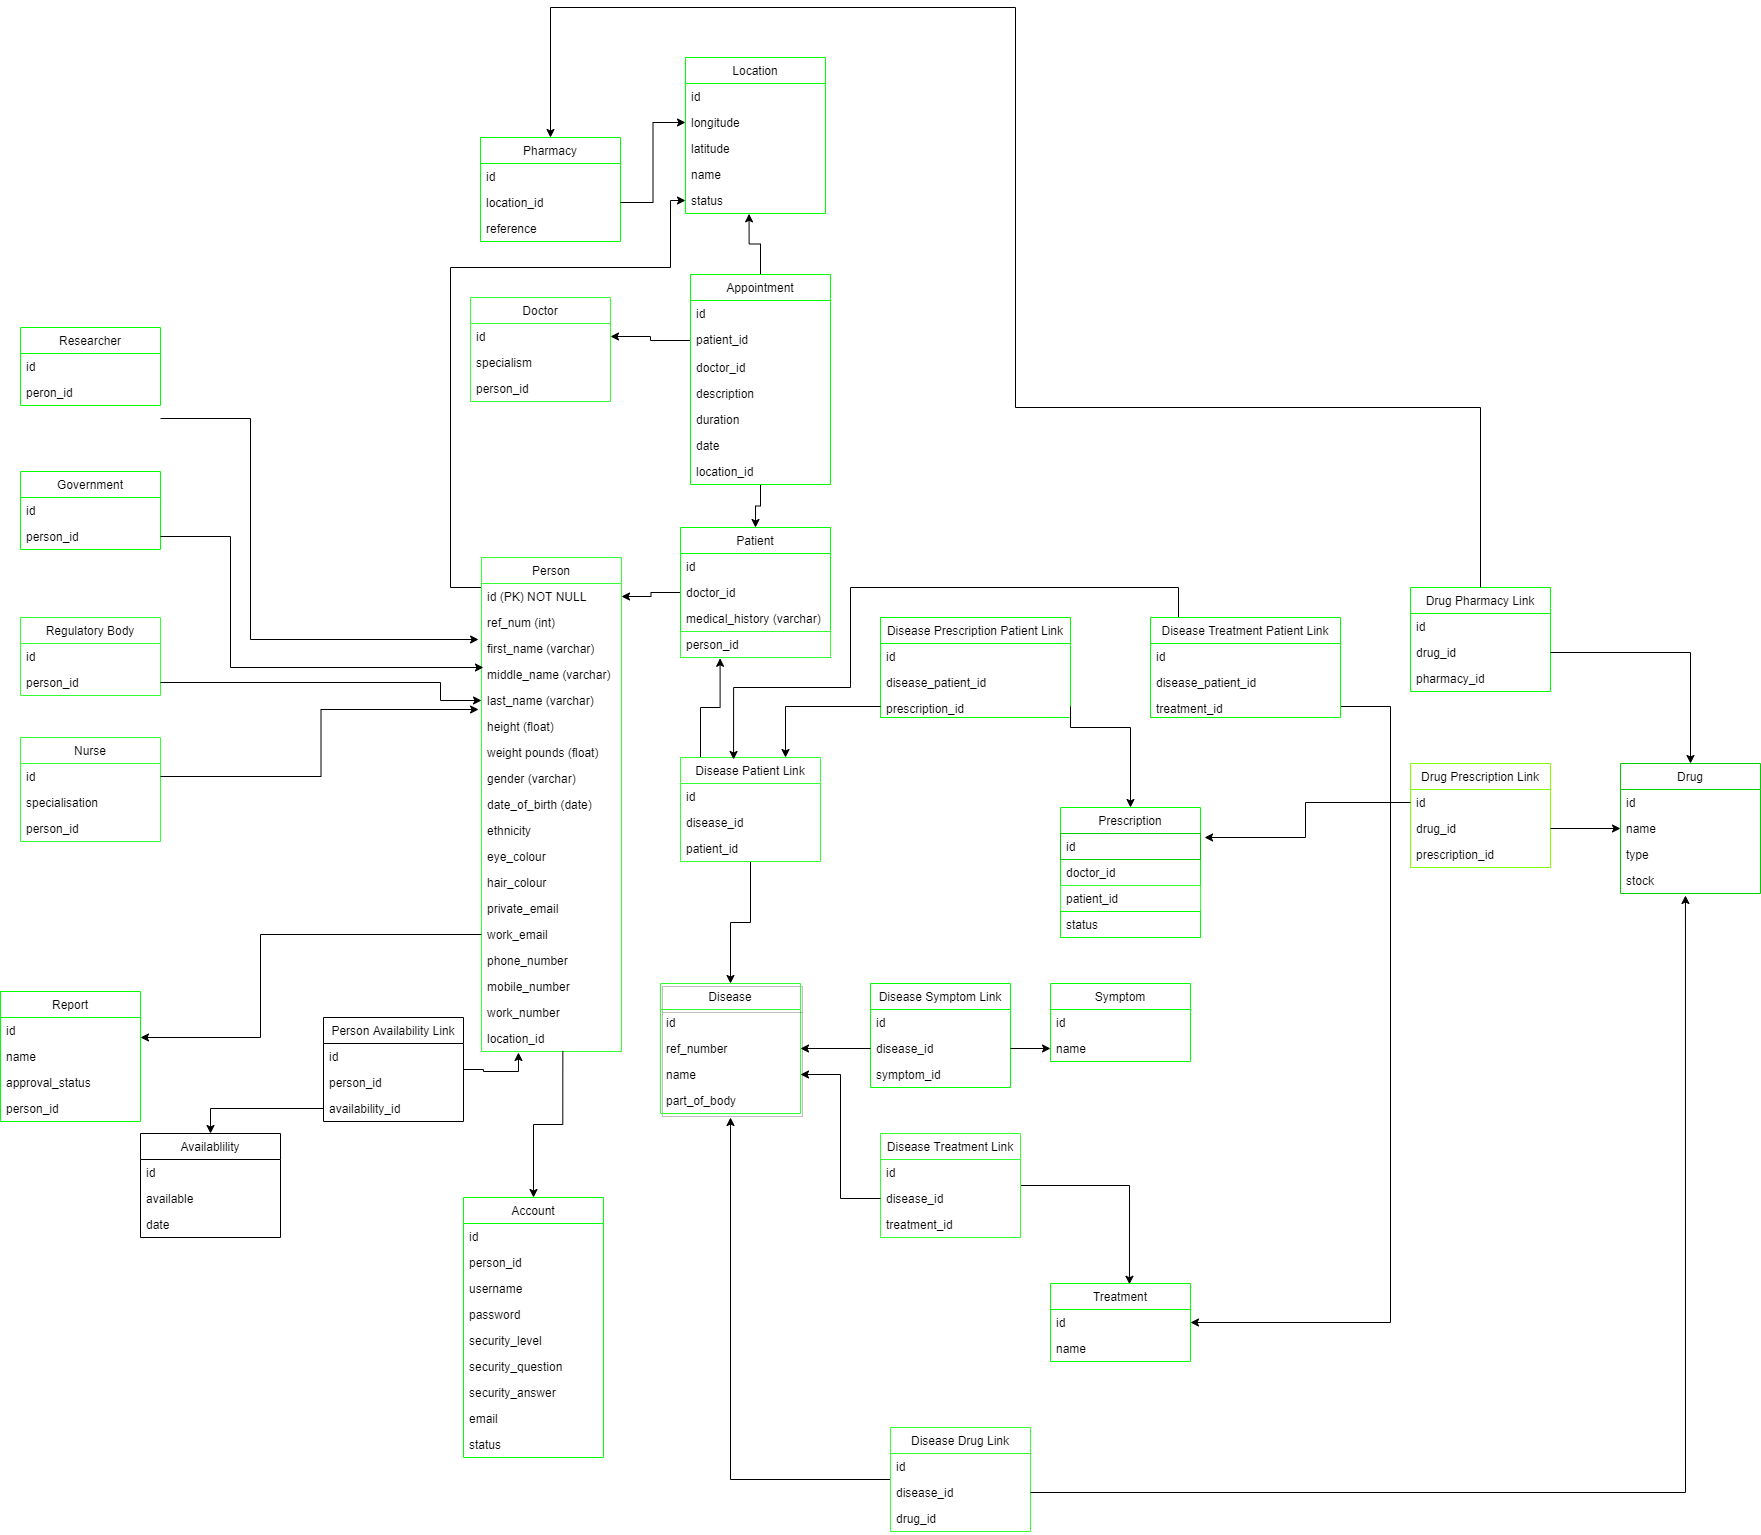 Location
id
longitude
latitude
name
status
Pharmacy
id
location_id
reference
Appointment
id
patient_id
doctor_id
description
duration
date
location_id
Doctor
id
specialism
person_id
Researcher
id
peron_id
Government
id
person_id
Regulatory Body
id
person_id
Nurse
id
specialisation
person_id
Person
id (PK) NOT NULL
ref_num (int)
first_name (varchar)
middle_name (varchar)
last_name (varchar)
height (float)
weight pounds (float)
gender (varchar)
date_of_birth (date)
ethnicity
eye_colour
hair_colour
private_email
work_email
phone_number
mobile_number
work_number
location_id
Patient
id
doctor_id
medical_history (varchar)
person_id
Disease Prescription Patient Link
id
disease_patient_id
prescription_id
Disease Treatment Patient Link
id
disease_patient_id
treatment_id
Drug Pharmacy Link
id
drug_id
pharmacy_id
Disease Patient Link
id
disease_id
patient_id
Prescription
id
doctor_id
patient_id
status
Drug Prescription Link
id
drug_id
prescription_id
Drug
id
name
type
stock
Report
id
name
approval_status
person_id
Person Availability Link
id
person_id
availability_id
Availablility
id
available
date
Disease
id
ref_number
name
part_of_body
Disease Symptom Link
id
disease_id
symptom_id
Symptom
id
name
Disease Treatment Link
id
disease_id
treatment_id
Account
id
person_id
username
password
security_level
security_question
security_answer
email
status
Treatment
id
name
Disease Drug Link
id
disease_id
drug_id